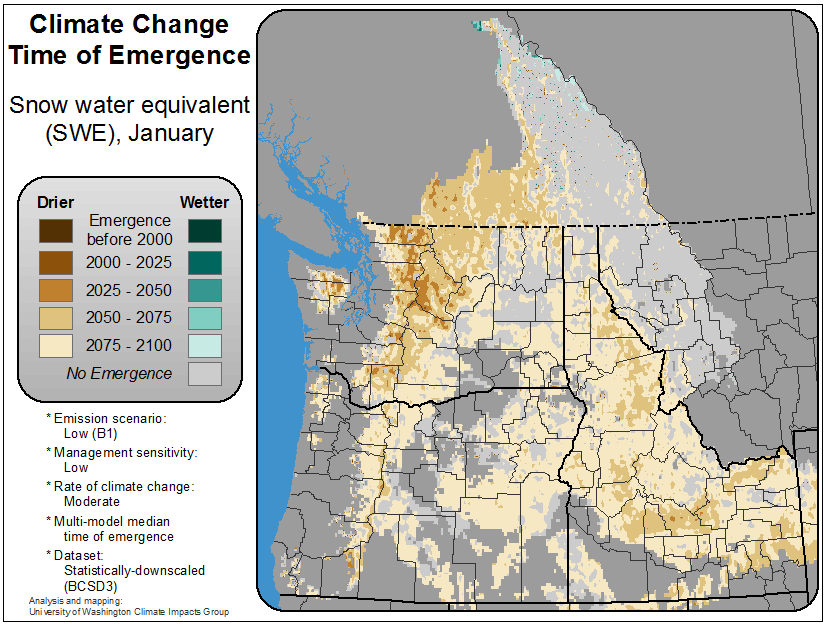 Climate Change
Time of Emergence
Snow water equivalent
(SWE), January
Drier Wetter
Emergence
before 2000
2000 - 2025
2025 - 2050
2050 - 2075
2075 - 2100
No Emergence
* Emission scenario:
Low (B1)
* Management sensitivity:
Low
* Rate of climate change:
Moderate
* Multi-model median
time of emergence
* Dataset:
Statistically-downscaled
(BCSD3)
Analysis and mapping:
University of Washington Climate Impacts Group